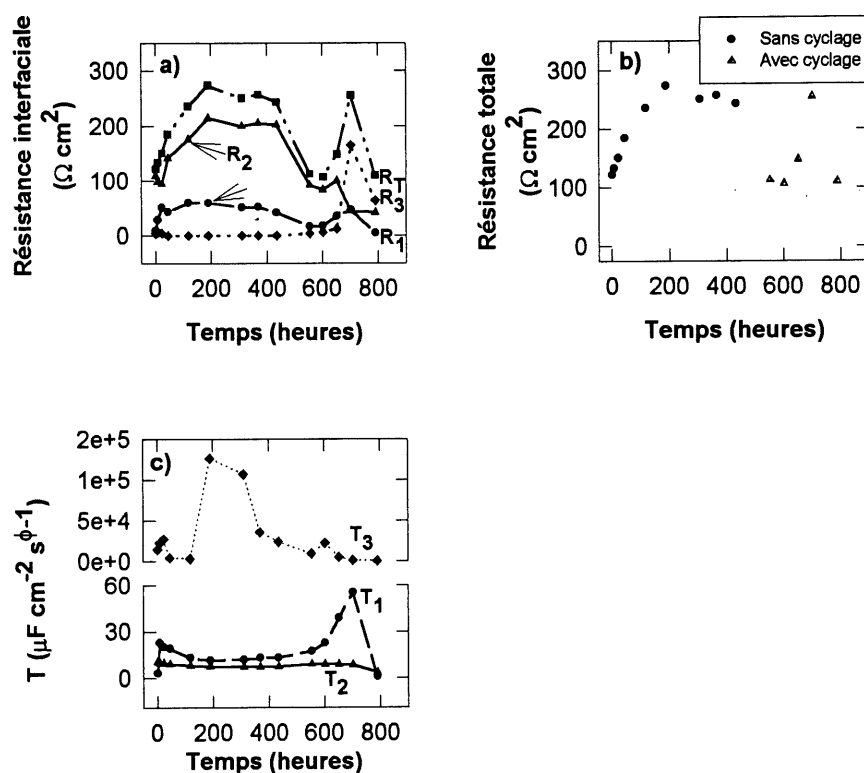 a)
Résistance interfaciale
(Ω cm²)
300
200
100
0
R₂
R_T
R₃
R₁
0 200 400 600 800
Temps (heures)
b)
Sans cyclage
Avec cyclage
Résistance totale
(Ω cm²)
300
200
100
0
0 200 400 600 800
Temps (heures)
c)
T (μF cm⁻² s^ϕ⁻¹)
2e+5
1e+5
5e+4
0e+0
T₃
60
30
0
T₁
T₂
0 200 400 600 800
Temps (heures)